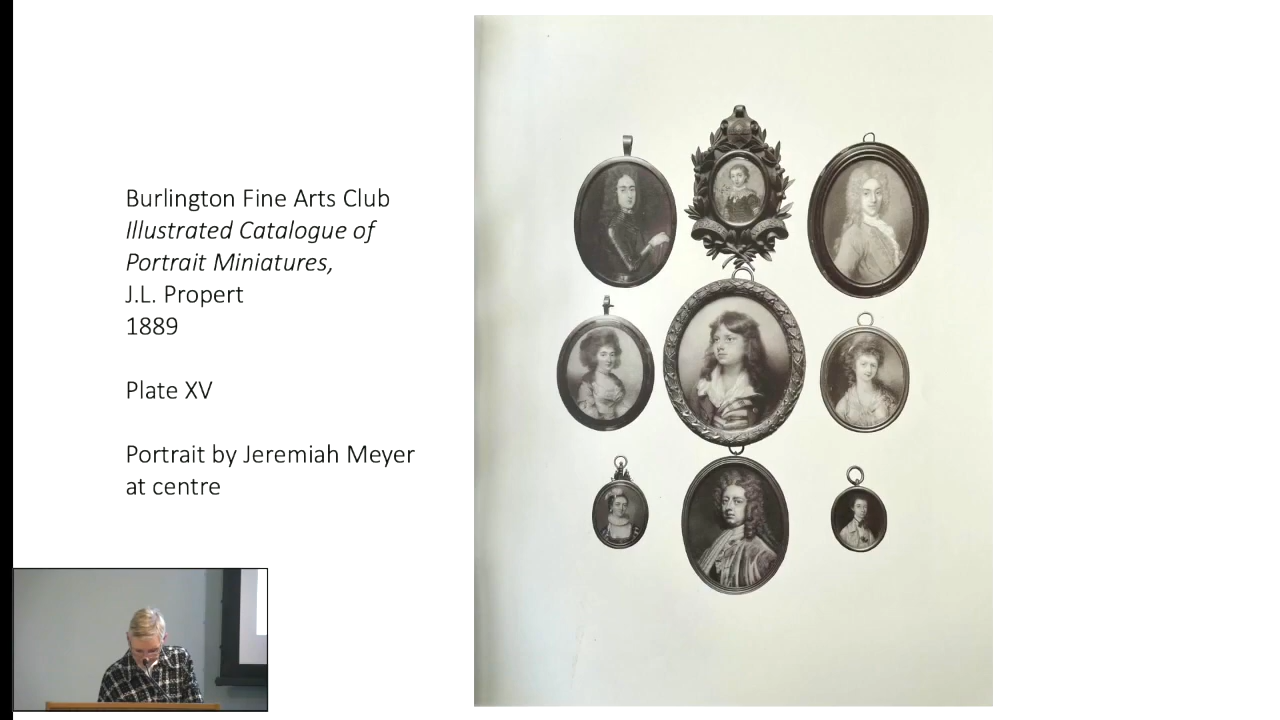 Burlington Fine Arts Club
Illustrated Catalogue of
Portrait Miniatures,
J.L. Propert
1889
Plate XV
Portrait by Jeremiah Meyer
at centre